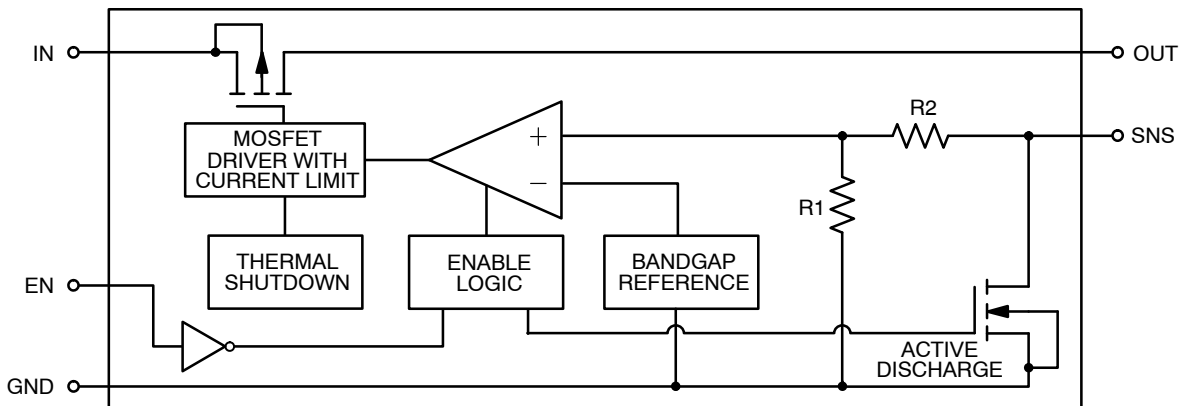 IN
OUT
R2
+
SNS
MOSFET
DRIVER WITH
CURRENT LIMIT
−
R1
THERMAL
SHUTDOWN
ENABLE
LOGIC
BANDGAP
REFERENCE
EN
ACTIVE
DISCHARGE
GND